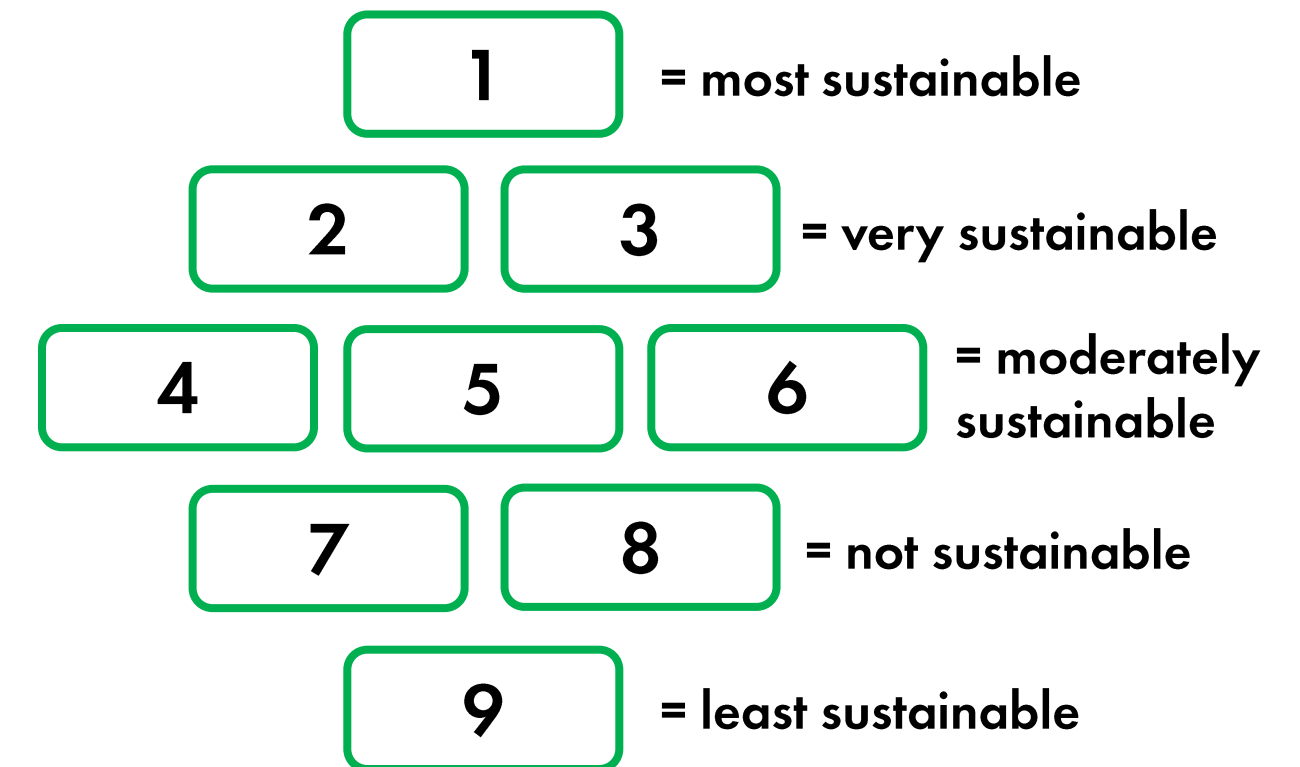 1 = most sustainable
2 3 = very sustainable
4 5 6 = moderately
sustainable
7 8 = not sustainable
9 = least sustainable